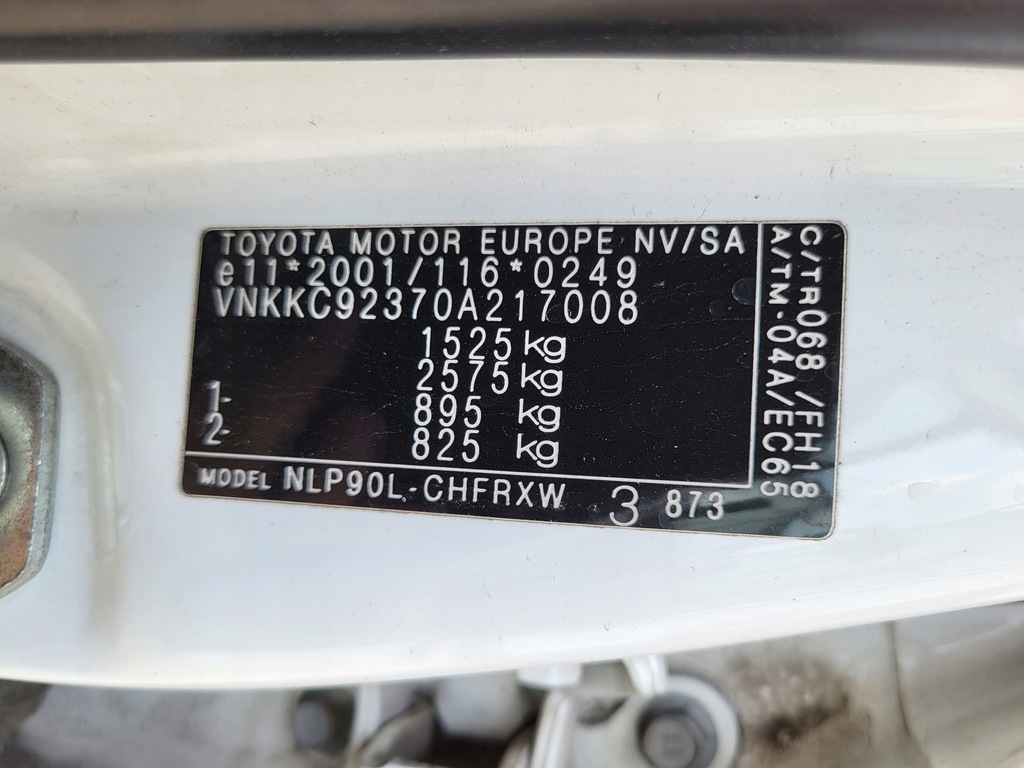 TOYOTA MOTOR EUROPE NV/SA
e11*2001/116*0249
VNKKC92370A217008
1525 kg
2575 kg
1- 895 kg
2- 825 kg
MODEL NLP90L-CHFRXW 3 873
C/TR068 /FH18
A/TM-04A/EC65